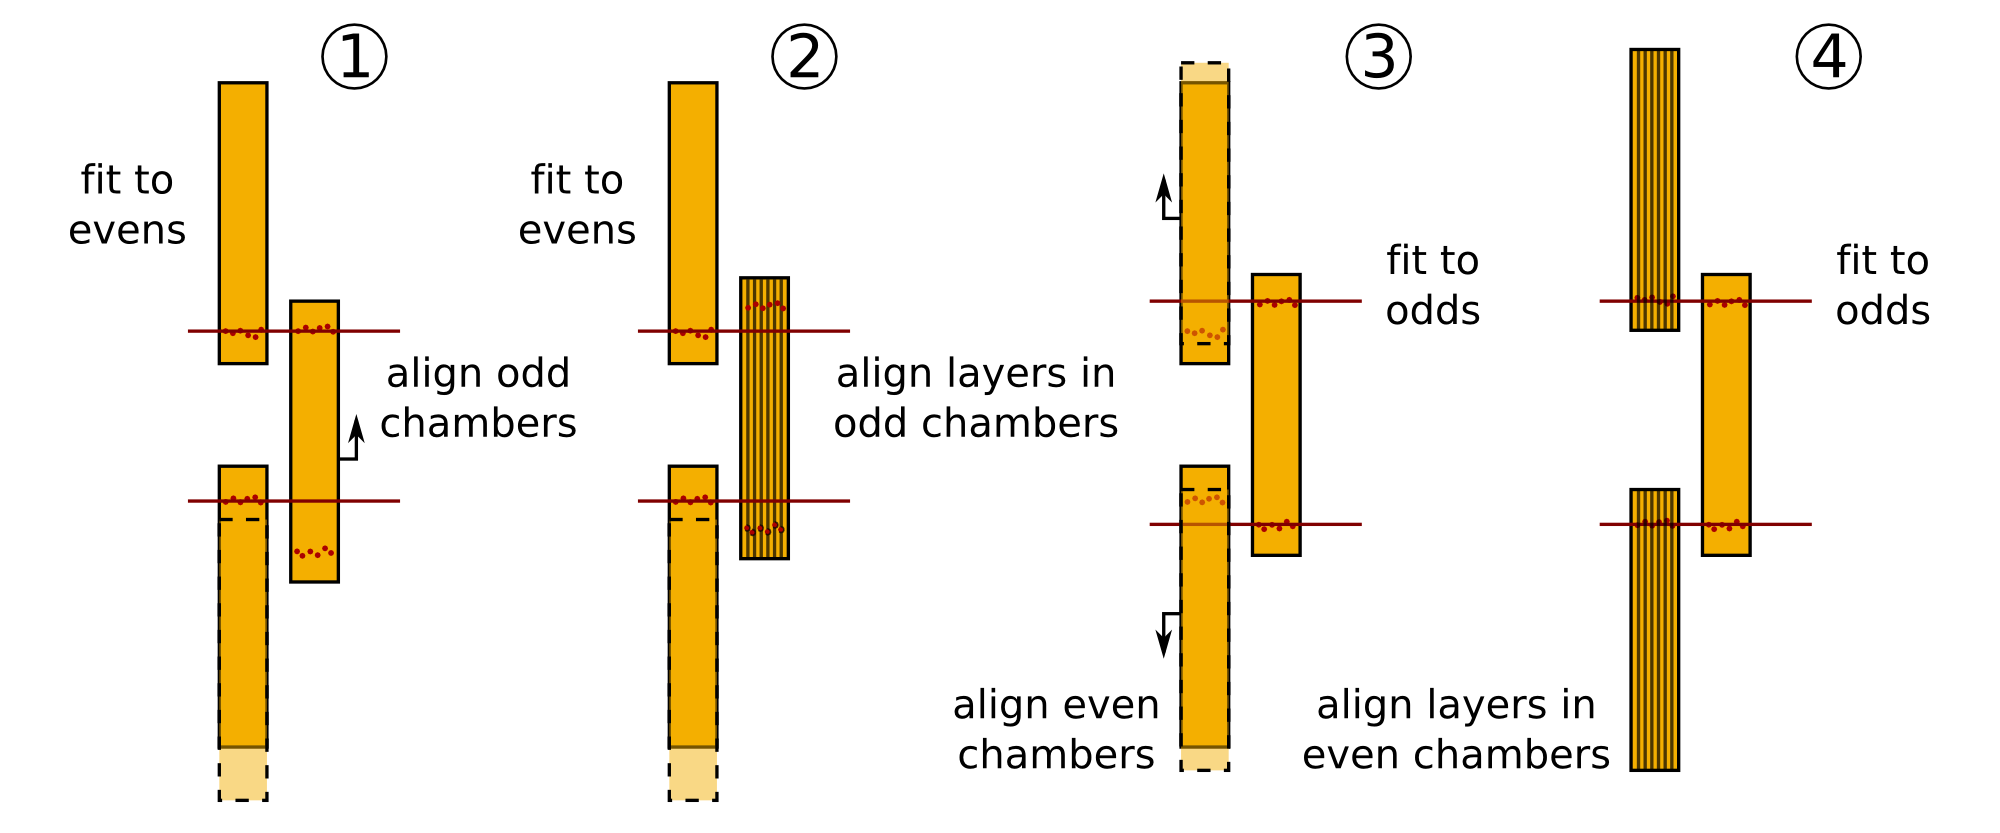 1
fit to
evens
align odd
chambers
2
fit to
evens
align layers in
odd chambers
3
fit to
odds
align even
chambers
4
fit to
odds
align layers in
even chambers